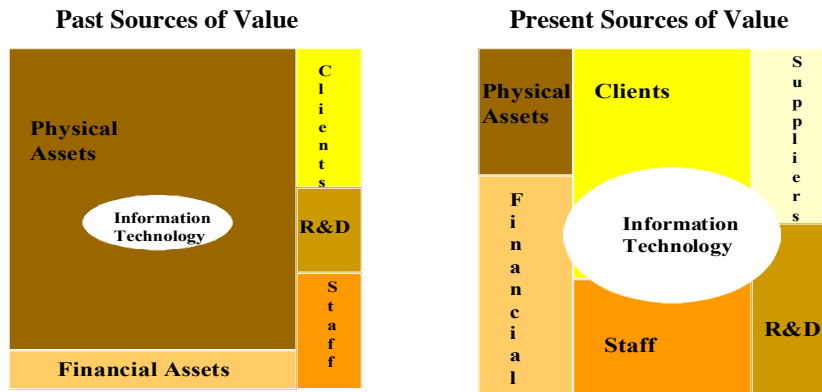 Past Sources of Value
Physical
Assets
Information
Technology
Financial Assets
Clients
R&D
Staff
Present Sources of Value
Physical
Assets
Clients
Suppliers
Financial
Information
Technology
Staff
R&D